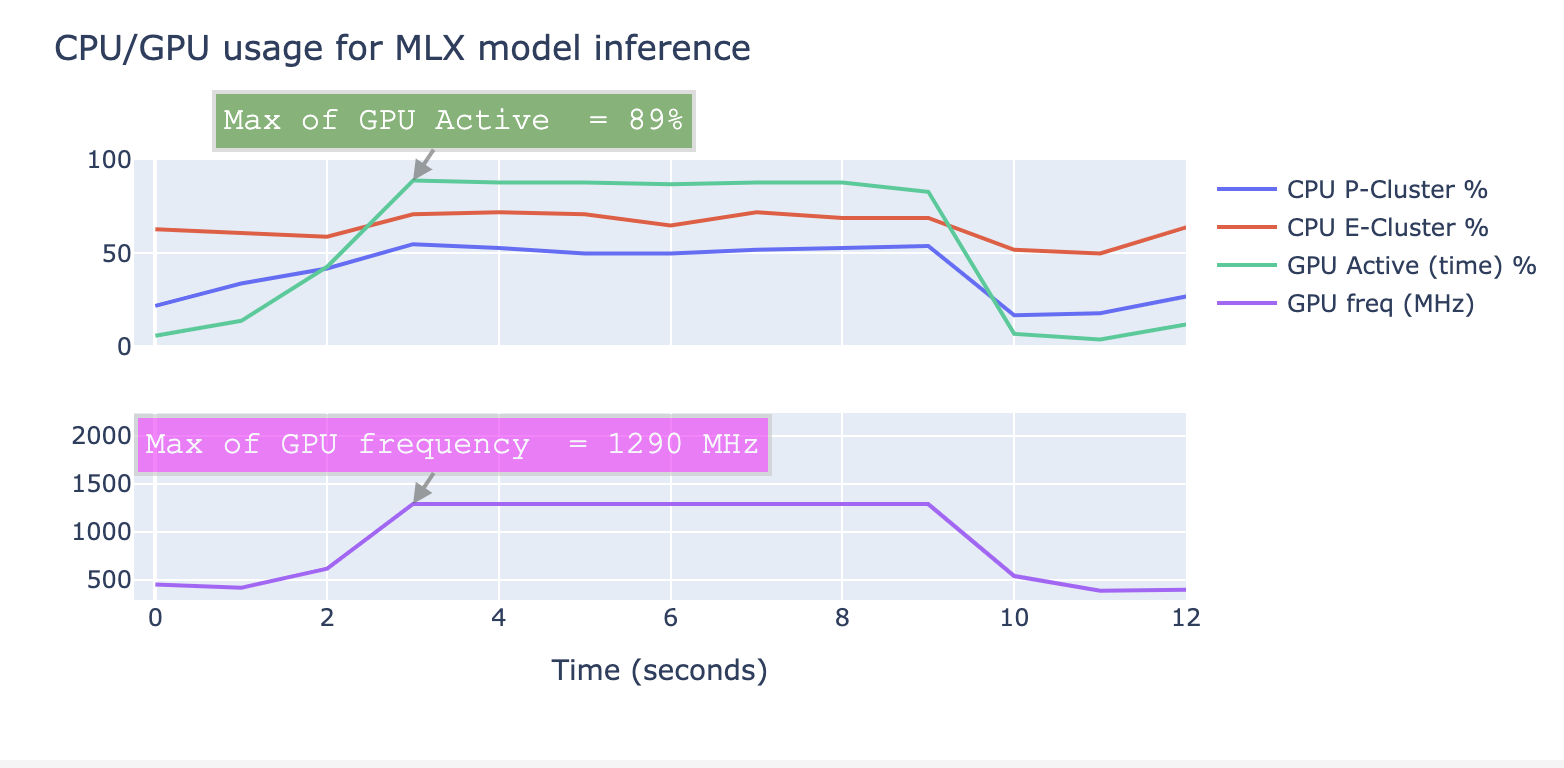 CPU/GPU usage for MLX model inference
Max of GPU Active  = 89%
100
50
0
CPU P-Cluster %
CPU E-Cluster %
GPU Active (time) %
GPU freq (MHz)
Max of GPU frequency  = 1290 MHz
2000
1500
1000
500
0 2 4 6 8 10 12
Time (seconds)